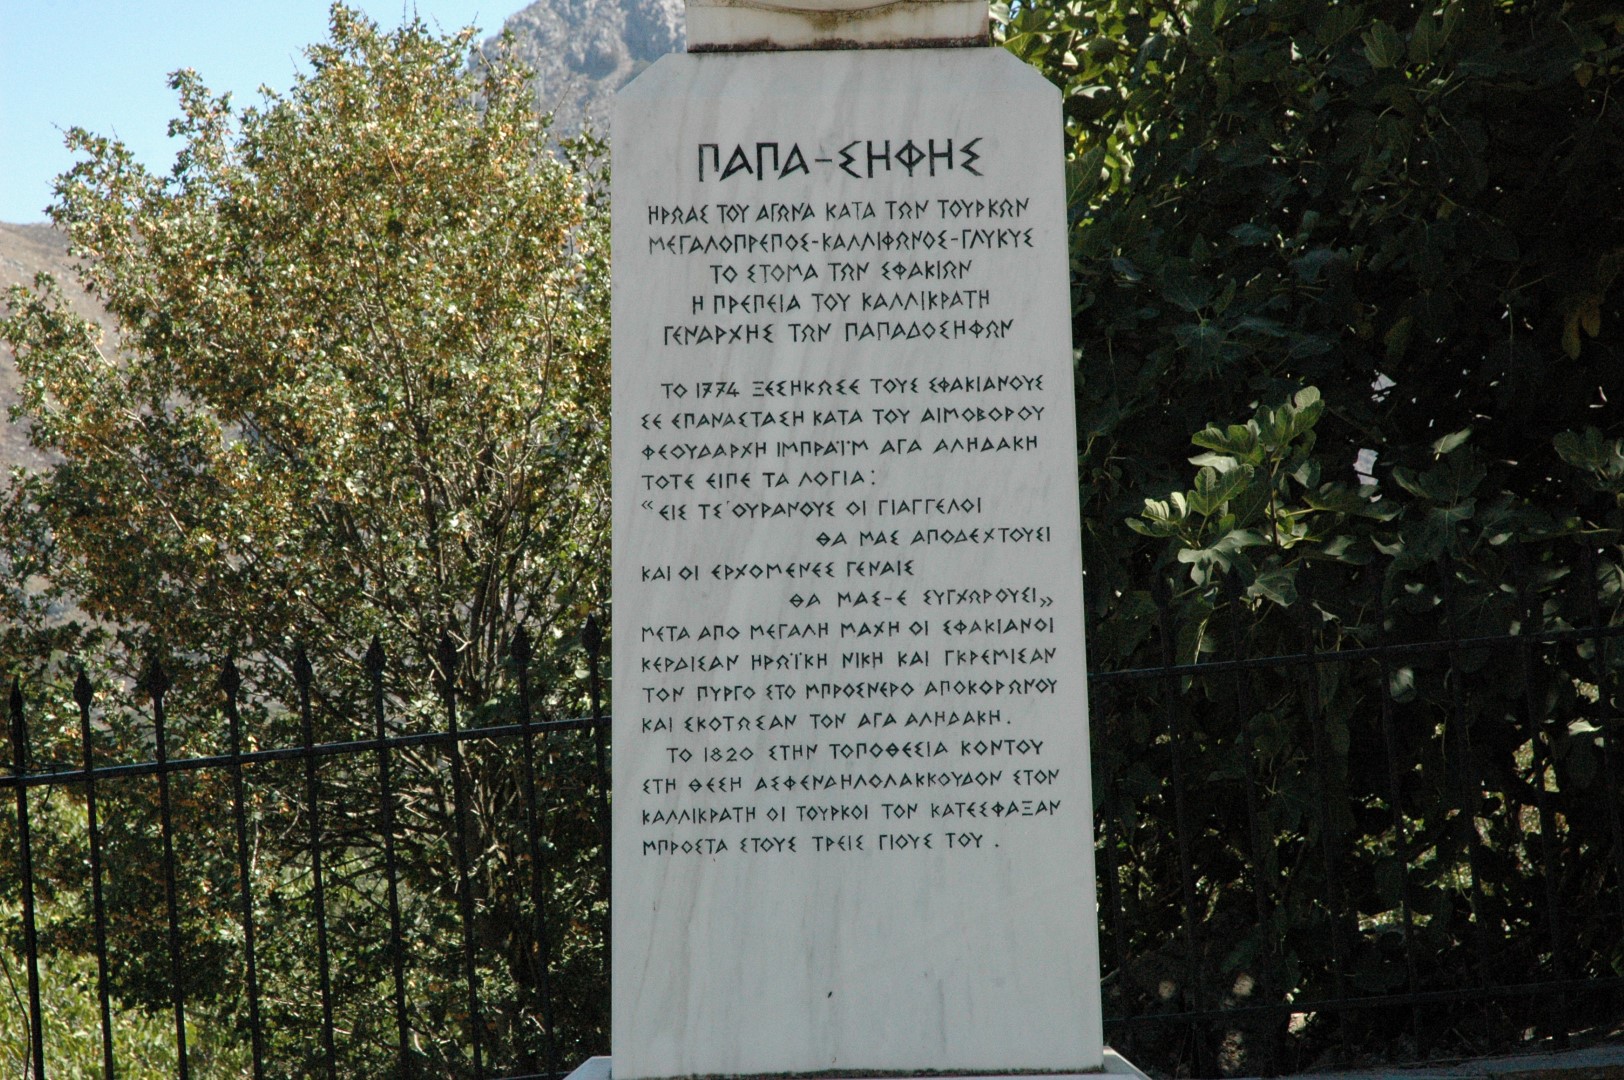 ΠΑΠΑ-ΣΗΦΗΣ
ΗΡΩΑΣ ΤΟΥ ΑΓΩΝΑ ΚΑΤΑ ΤΩΝ ΤΟΥΡΚΩΝ
ΜΕΓΑΛΟΠΡΕΠΟΣ-ΚΑΛΛΙΦΩΝΟΣ-ΓΛΥΚΥΣ
ΤΟ ΣΤΟΜΑ ΤΩΝ ΣΦΑΚΙΩΝ
Η ΠΡΕΠΕΙΑ ΤΟΥ ΚΑΛΛΙΚΡΑΤΗ
ΓΕΝΑΡΧΗΣ ΤΩΝ ΠΑΠΑΔΟΣΗΦΩΝ
ΤΟ 1774 ΞΕΣΗΚΩΣΕ ΤΟΥΣ ΣΦΑΚΙΑΝΟΥΣ
ΣΕ ΕΠΑΝΑΣΤΑΣΗ ΚΑΤΑ ΤΟΥ ΑΙΜΟΒΟΡΟΥ
ΦΕΟΥΔΑΡΧΗ ΙΜΠΡΑΪΜ ΑΓΑ ΑΛΗΔΑΚΗ
ΤΟΤΕ ΕΙΠΕ ΤΑ ΛΟΓΙΑ:
«ΕΙΣ ΤΣ΄ΟΥΡΑΝΟΥΣ ΟΙ ΓΙΑΓΓΕΛΟΙ
ΘΑ ΜΑΣ ΑΠΟΔΕΧΤΟΥΣΙ
ΚΑΙ ΟΙ ΕΡΧΟΜΕΝΕΣ ΓΕΝΑΙΣ
ΘΑ ΜΑΣ-Ε ΣΥΓΧΩΡΟΥΣΙ»
ΜΕΤΑ ΑΠΟ ΜΕΓΑΛΗ ΜΑΧΗ ΟΙ ΣΦΑΚΙΑΝΟΙ
ΚΕΡΔΙΣΑΝ ΗΡΩΪΚΗ ΝΙΚΗ ΚΑΙ ΓΚΡΕΜΙΣΑΝ
ΤΟΝ ΠΥΡΓΟ ΣΤΟ ΜΠΡΟΣΝΕΡΟ ΑΠΟΚΟΡΩΝΟΥ
ΚΑΙ ΣΚΟΤΩΣΑΝ ΤΟΝ ΑΓΑ ΑΛΗΔΑΚΗ.
ΤΟ 1820 ΣΤΗΝ ΤΟΠΟΘΕΣΙΑ ΚΟΝΤΟΥ
ΣΤΗ ΘΕΣΗ ΑΣΦΕΝΔΗΛΟΛΑΚΚΟΥΔΟΝ ΣΤΟΝ
ΚΑΛΛΙΚΡΑΤΗ ΟΙ ΤΟΥΡΚΟΙ ΤΟΝ ΚΑΤΕΣΦΑΞΑΝ
ΜΠΡΟΣΤΑ ΣΤΟΥΣ ΤΡΕΙΣ ΓΙΟΥΣ ΤΟΥ.